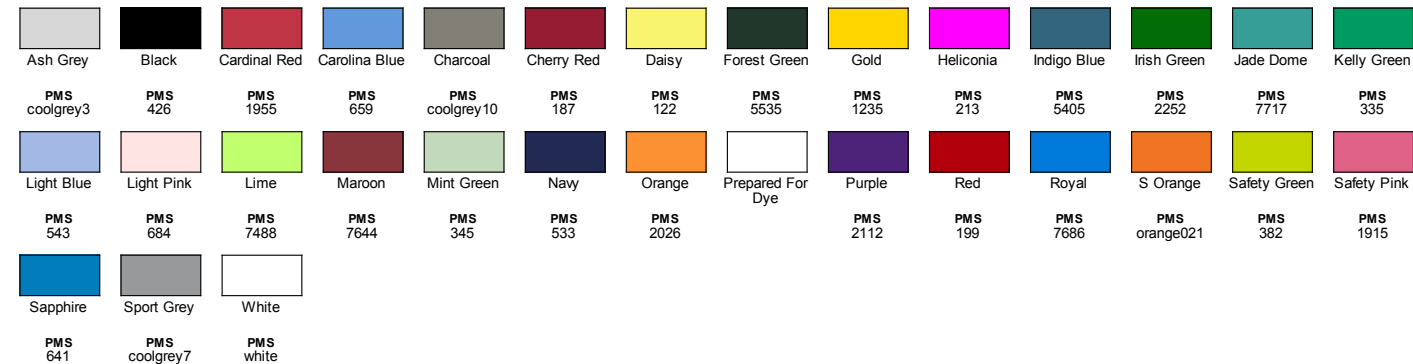 Ash Grey Black Cardinal Red Carolina Blue Charcoal Cherry Red Daisy Forest Green Gold Heliconia Indigo Blue Irish Green Jade Dome Kelly Green
PMS PMS PMS PMS PMS PMS PMS PMS PMS PMS PMS PMS PMS PMS
coolgrey3 426 1955 659 coolgrey10 187 122 5535 1235 213 5405 2252 7717 335
Light Blue Light Pink Lime Maroon Mint Green Navy Orange Prepared For Purple Red Royal S Orange Safety Green Safety Pink
Dye
PMS PMS PMS PMS PMS PMS PMS PMS PMS PMS PMS PMS PMS
543 684 7488 7644 345 533 2026 2112 199 7686 orange021 382 1915
Sapphire Sport Grey White
PMS PMS PMS
641 coolgrey7 white